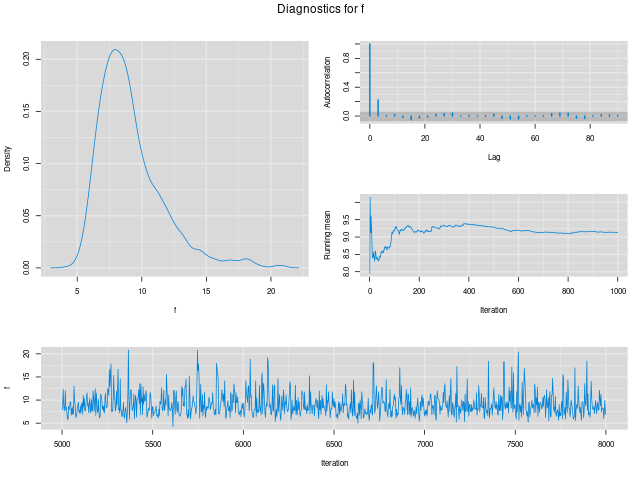 Diagnostics for f
Density
0.00
0.05
0.10
0.15
0.20
5 10 15 20
f
Autocorrelation
0.0
0.4
0.8
0 20 40 60 80
Lag
Running mean
8.0
8.5
9.0
9.5
0 200 400 600 800 1000
Iteration
f
5
10
15
20
5000 5500 6000 6500 7000 7500 8000
Iteration